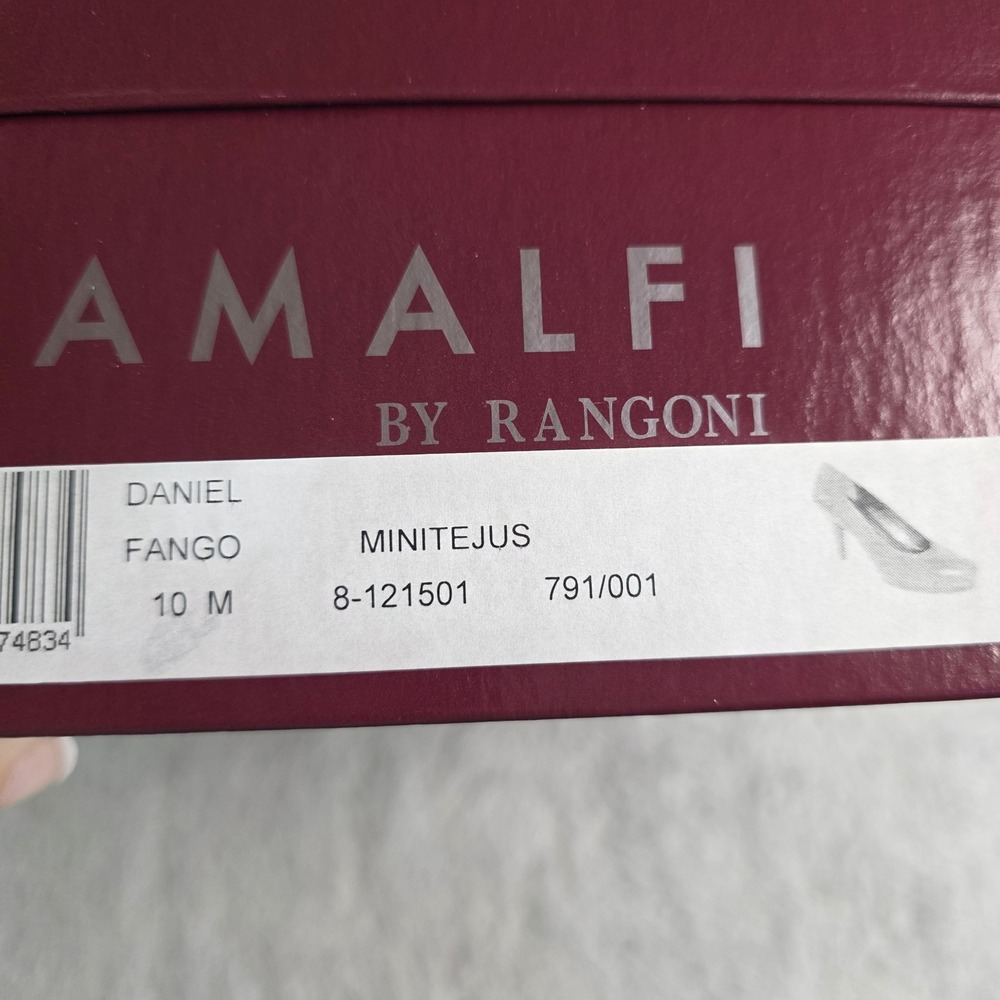 AMALFI
BY RANGONI
DANIEL
FANGO MINITEJUS
10 M 8-121501 791/001
74834